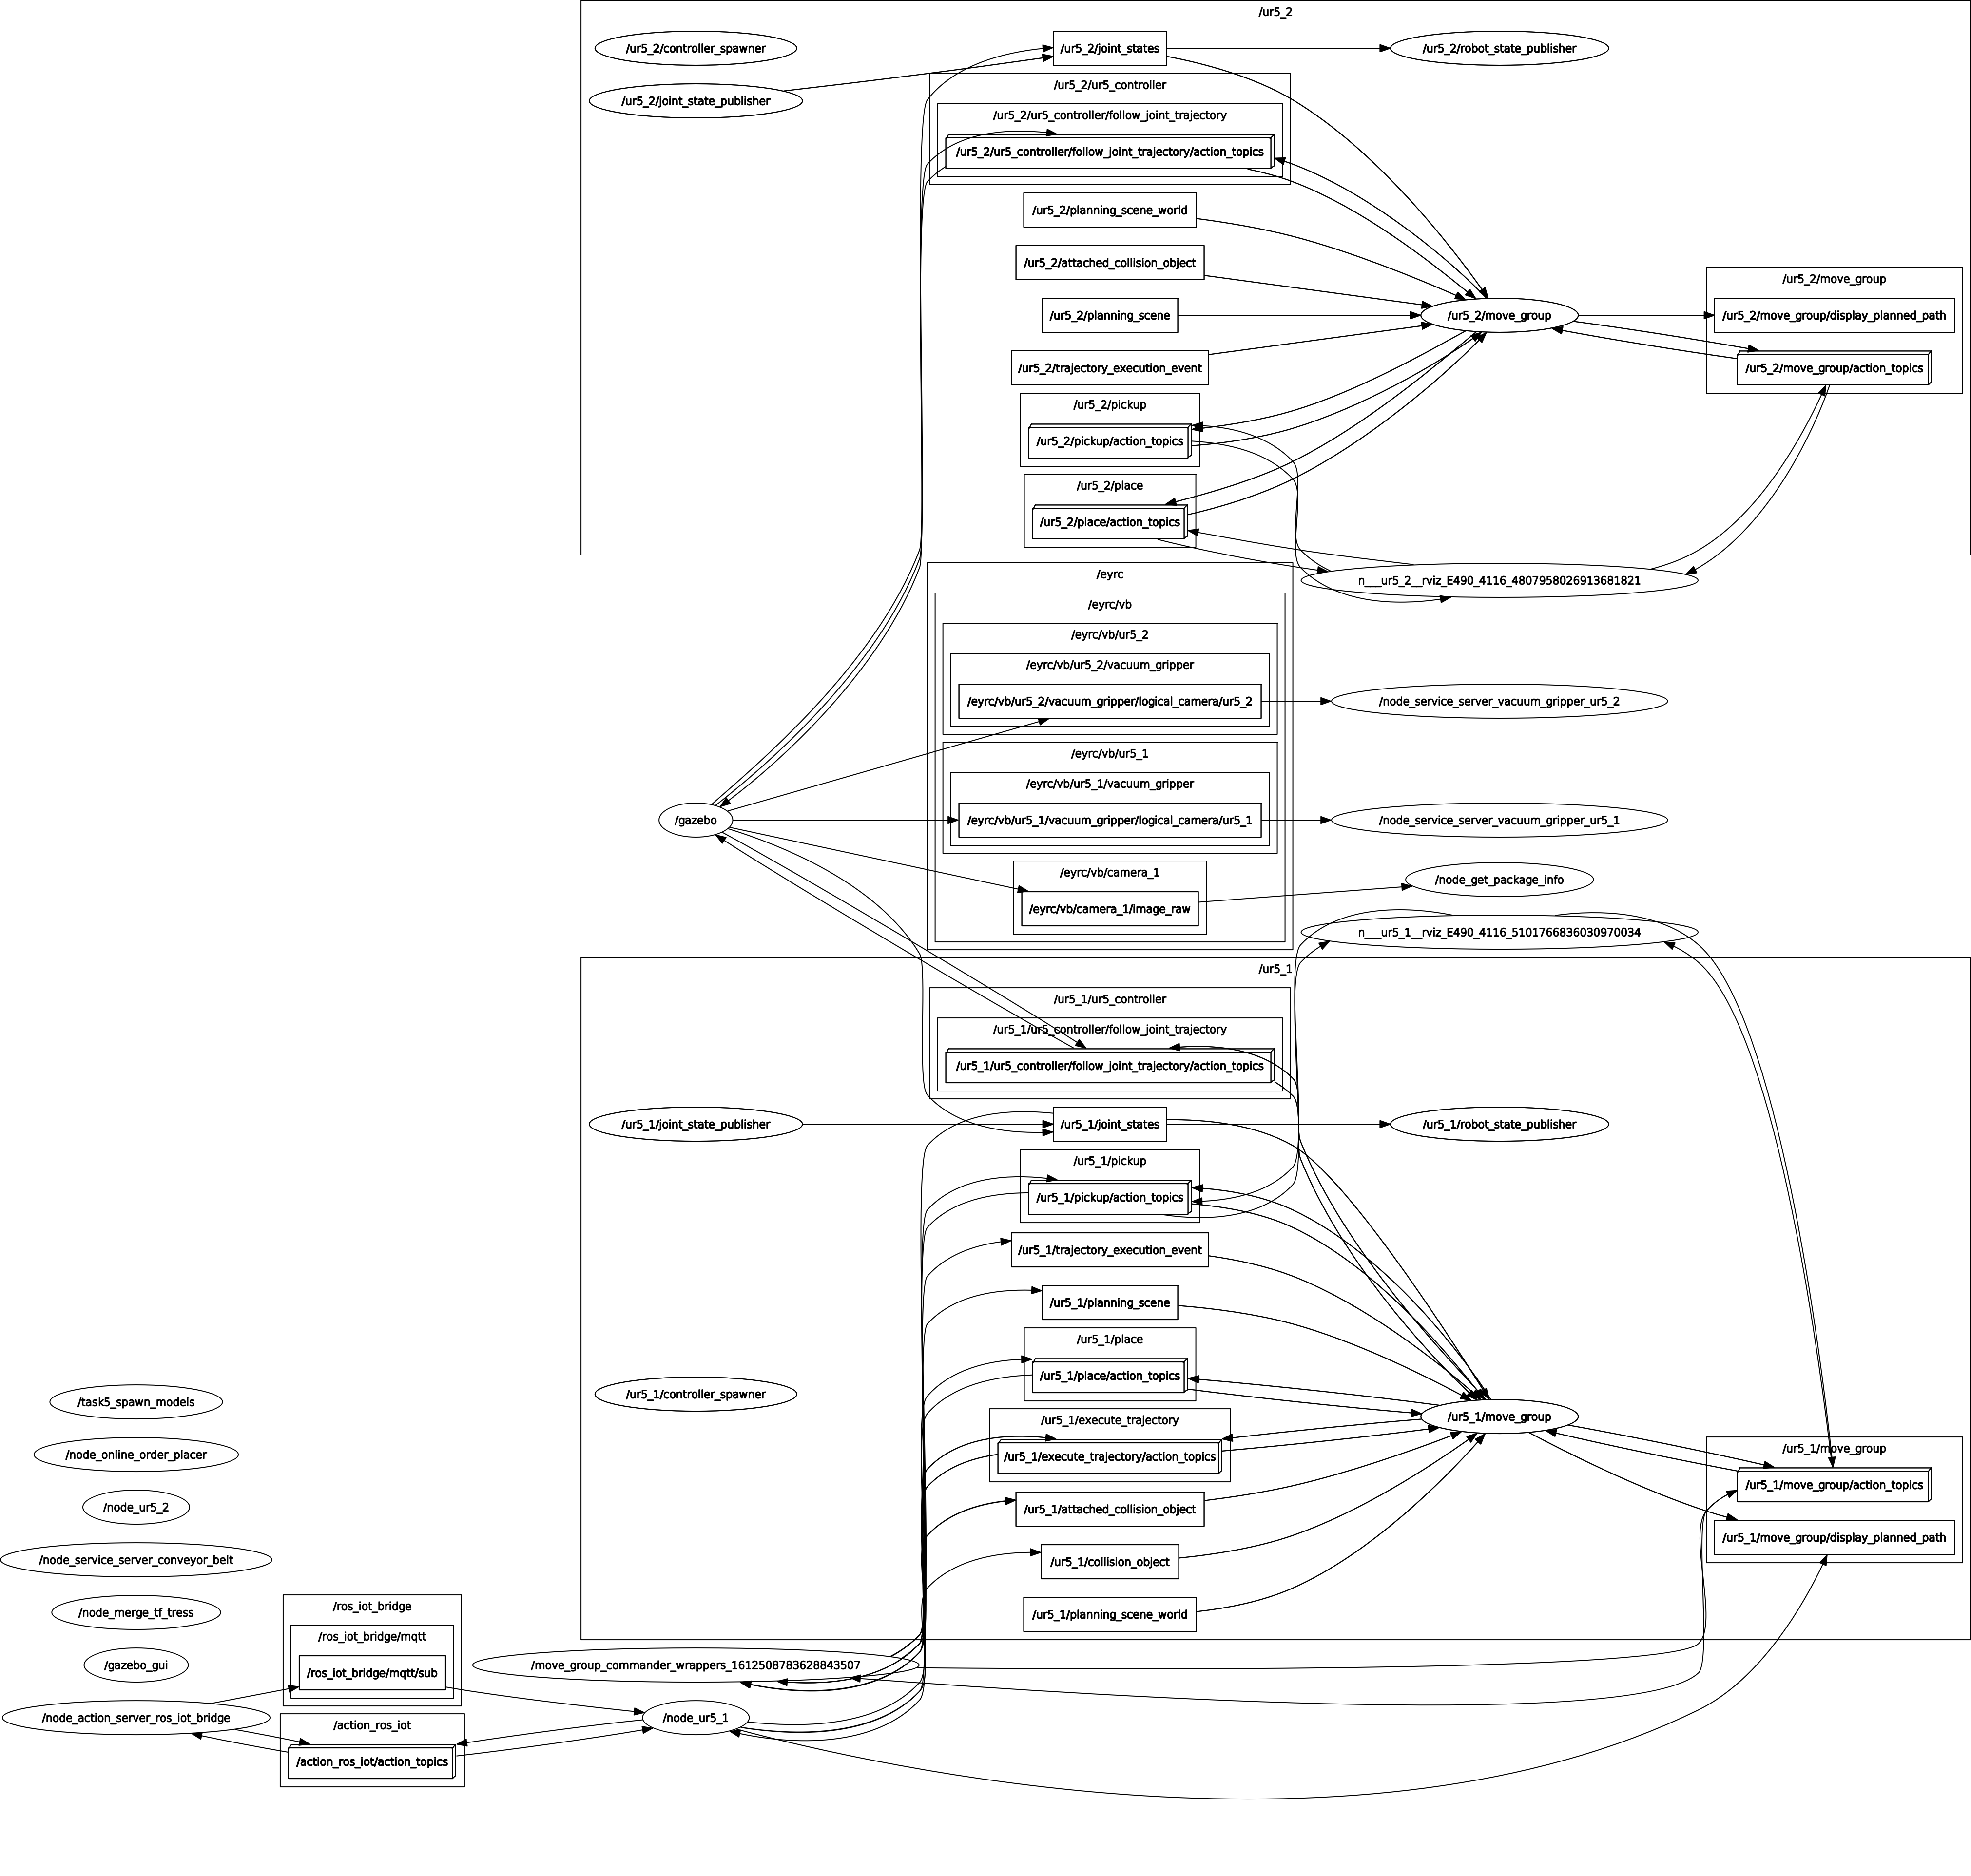 /ur5_2
/ur5_2/controller_spawner
/ur5_2/joint_states
/ur5_2/robot_state_publisher
/ur5_2/joint_state_publisher
/ur5_2/ur5_controller
/ur5_2/ur5_controller/follow_joint_trajectory
/ur5_2/ur5_controller/follow_joint_trajectory/action_topics
/ur5_2/planning_scene_world
/ur5_2/attached_collision_object
/ur5_2/planning_scene
/ur5_2/move_group
/ur5_2/move_group
/ur5_2/move_group/display_planned_path
/ur5_2/trajectory_execution_event
/ur5_2/move_group/action_topics
/ur5_2/pickup
/ur5_2/pickup/action_topics
/ur5_2/place
/ur5_2/place/action_topics
n___ur5_2__rviz_E490_4116_4807958026913681821
/eyrc
/eyrc/vb
/eyrc/vb/ur5_2
/eyrc/vb/ur5_2/vacuum_gripper
/eyrc/vb/ur5_2/vacuum_gripper/logical_camera/ur5_2
/node_service_server_vacuum_gripper_ur5_2
/eyrc/vb/ur5_1
/eyrc/vb/ur5_1/vacuum_gripper
/gazebo
/eyrc/vb/ur5_1/vacuum_gripper/logical_camera/ur5_1
/node_service_server_vacuum_gripper_ur5_1
/eyrc/vb/camera_1
/eyrc/vb/camera_1/image_raw
/node_get_package_info
n___ur5_1__rviz_E490_4116_5101766836030970034
/ur5_1
/ur5_1/ur5_controller
/ur5_1/ur5_controller/follow_joint_trajectory
/ur5_1/ur5_controller/follow_joint_trajectory/action_topics
/ur5_1/joint_state_publisher
/ur5_1/joint_states
/ur5_1/robot_state_publisher
/ur5_1/pickup
/ur5_1/pickup/action_topics
/ur5_1/trajectory_execution_event
/ur5_1/planning_scene
/ur5_1/place
/ur5_1/place/action_topics
/ur5_1/controller_spawner
/ur5_1/move_group
/ur5_1/execute_trajectory
/ur5_1/execute_trajectory/action_topics
/ur5_1/move_group
/ur5_1/move_group/action_topics
/ur5_1/attached_collision_object
/ur5_1/move_group/display_planned_path
/ur5_1/collision_object
/ur5_1/planning_scene_world
/task5_spawn_models
/node_online_order_placer
/node_ur5_2
/node_service_server_conveyor_belt
/node_merge_tf_tress
/gazebo_gui
/ros_iot_bridge
/ros_iot_bridge/mqtt
/ros_iot_bridge/mqtt/sub
/move_group_commander_wrappers_1612508783628843507
/node_action_server_ros_iot_bridge
/node_ur5_1
/action_ros_iot
/action_ros_iot/action_topics